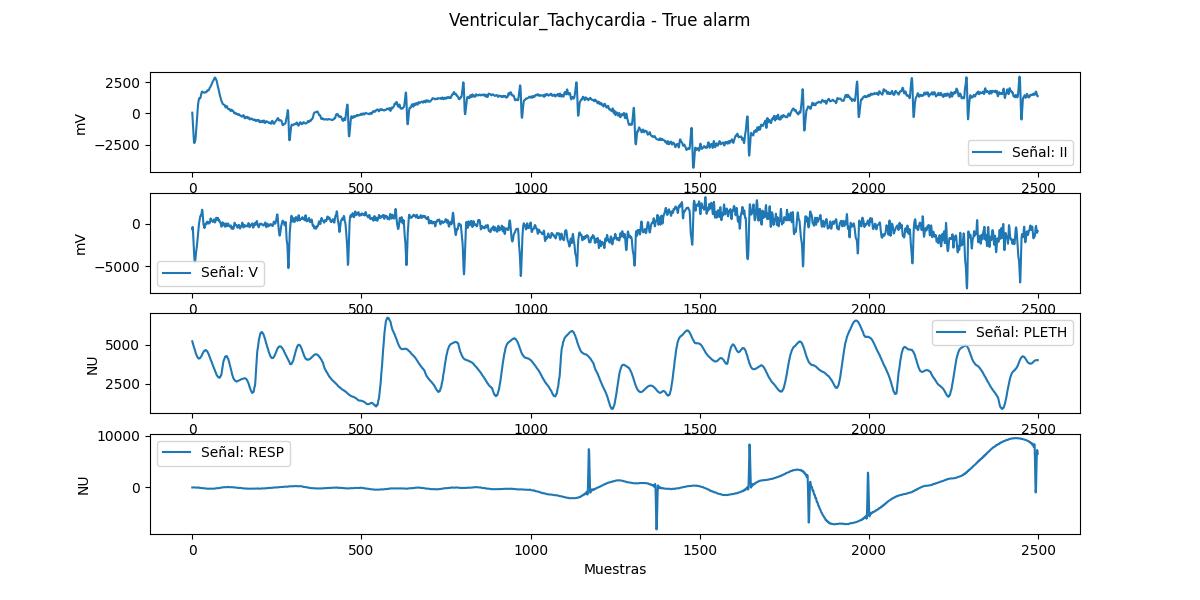 Ventricular_Tachycardia - True alarm
2500
0
−2500
mV
Señal: II
0 500 1000 1500 2000 2500
0
−5000
mV
Señal: V
0 500 1000 1500 2000 2500
5000
2500
NU
Señal: PLETH
0 500 1000 1500 2000 2500
10000
0
NU
Señal: RESP
0 500 1000 1500 2000 2500
Muestras